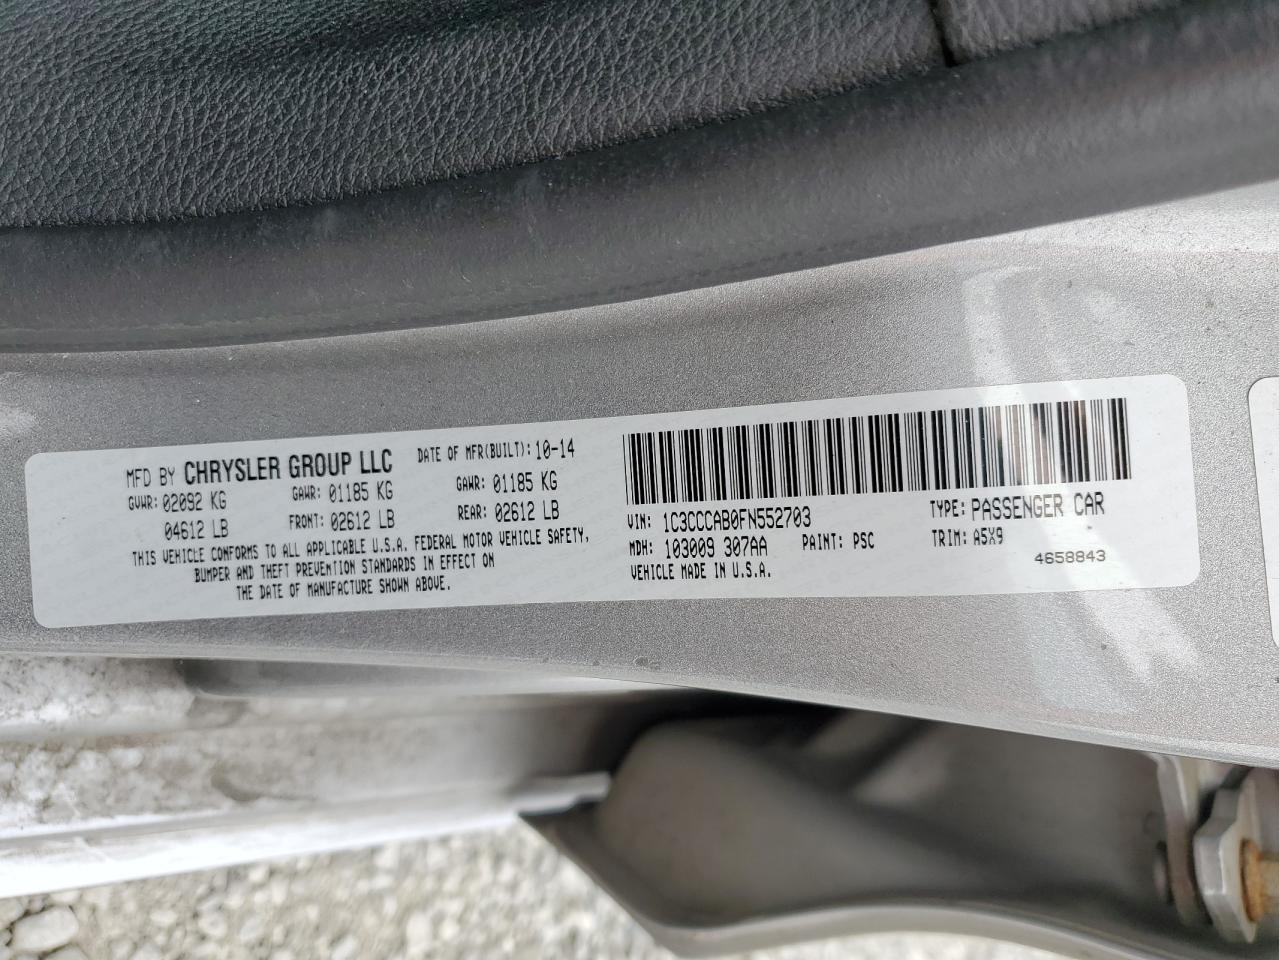 MFD BY CHRYSLER GROUP LLC DATE OF MFR(BUILT): 10-14
GVWR: 02092 KG GAWR: 01185 KG GAWR: 01185 KG
04612 LB FRONT: 02612 LB REAR: 02612 LB
THIS VEHICLE CONFORMS TO ALL APPLICABLE U.S.A. FEDERAL MOTOR VEHICLE SAFETY,
BUMPER AND THEFT PREVENTION STANDARDS IN EFFECT ON
THE DATE OF MANUFACTURE SHOWN ABOVE.
VIN: 1C3CCCAB0FN552703 TYPE: PASSENGER CAR
MDH: 103009 307AA PAINT: PSC TRIM: A5X9
VEHICLE MADE IN U.S.A. 4658843